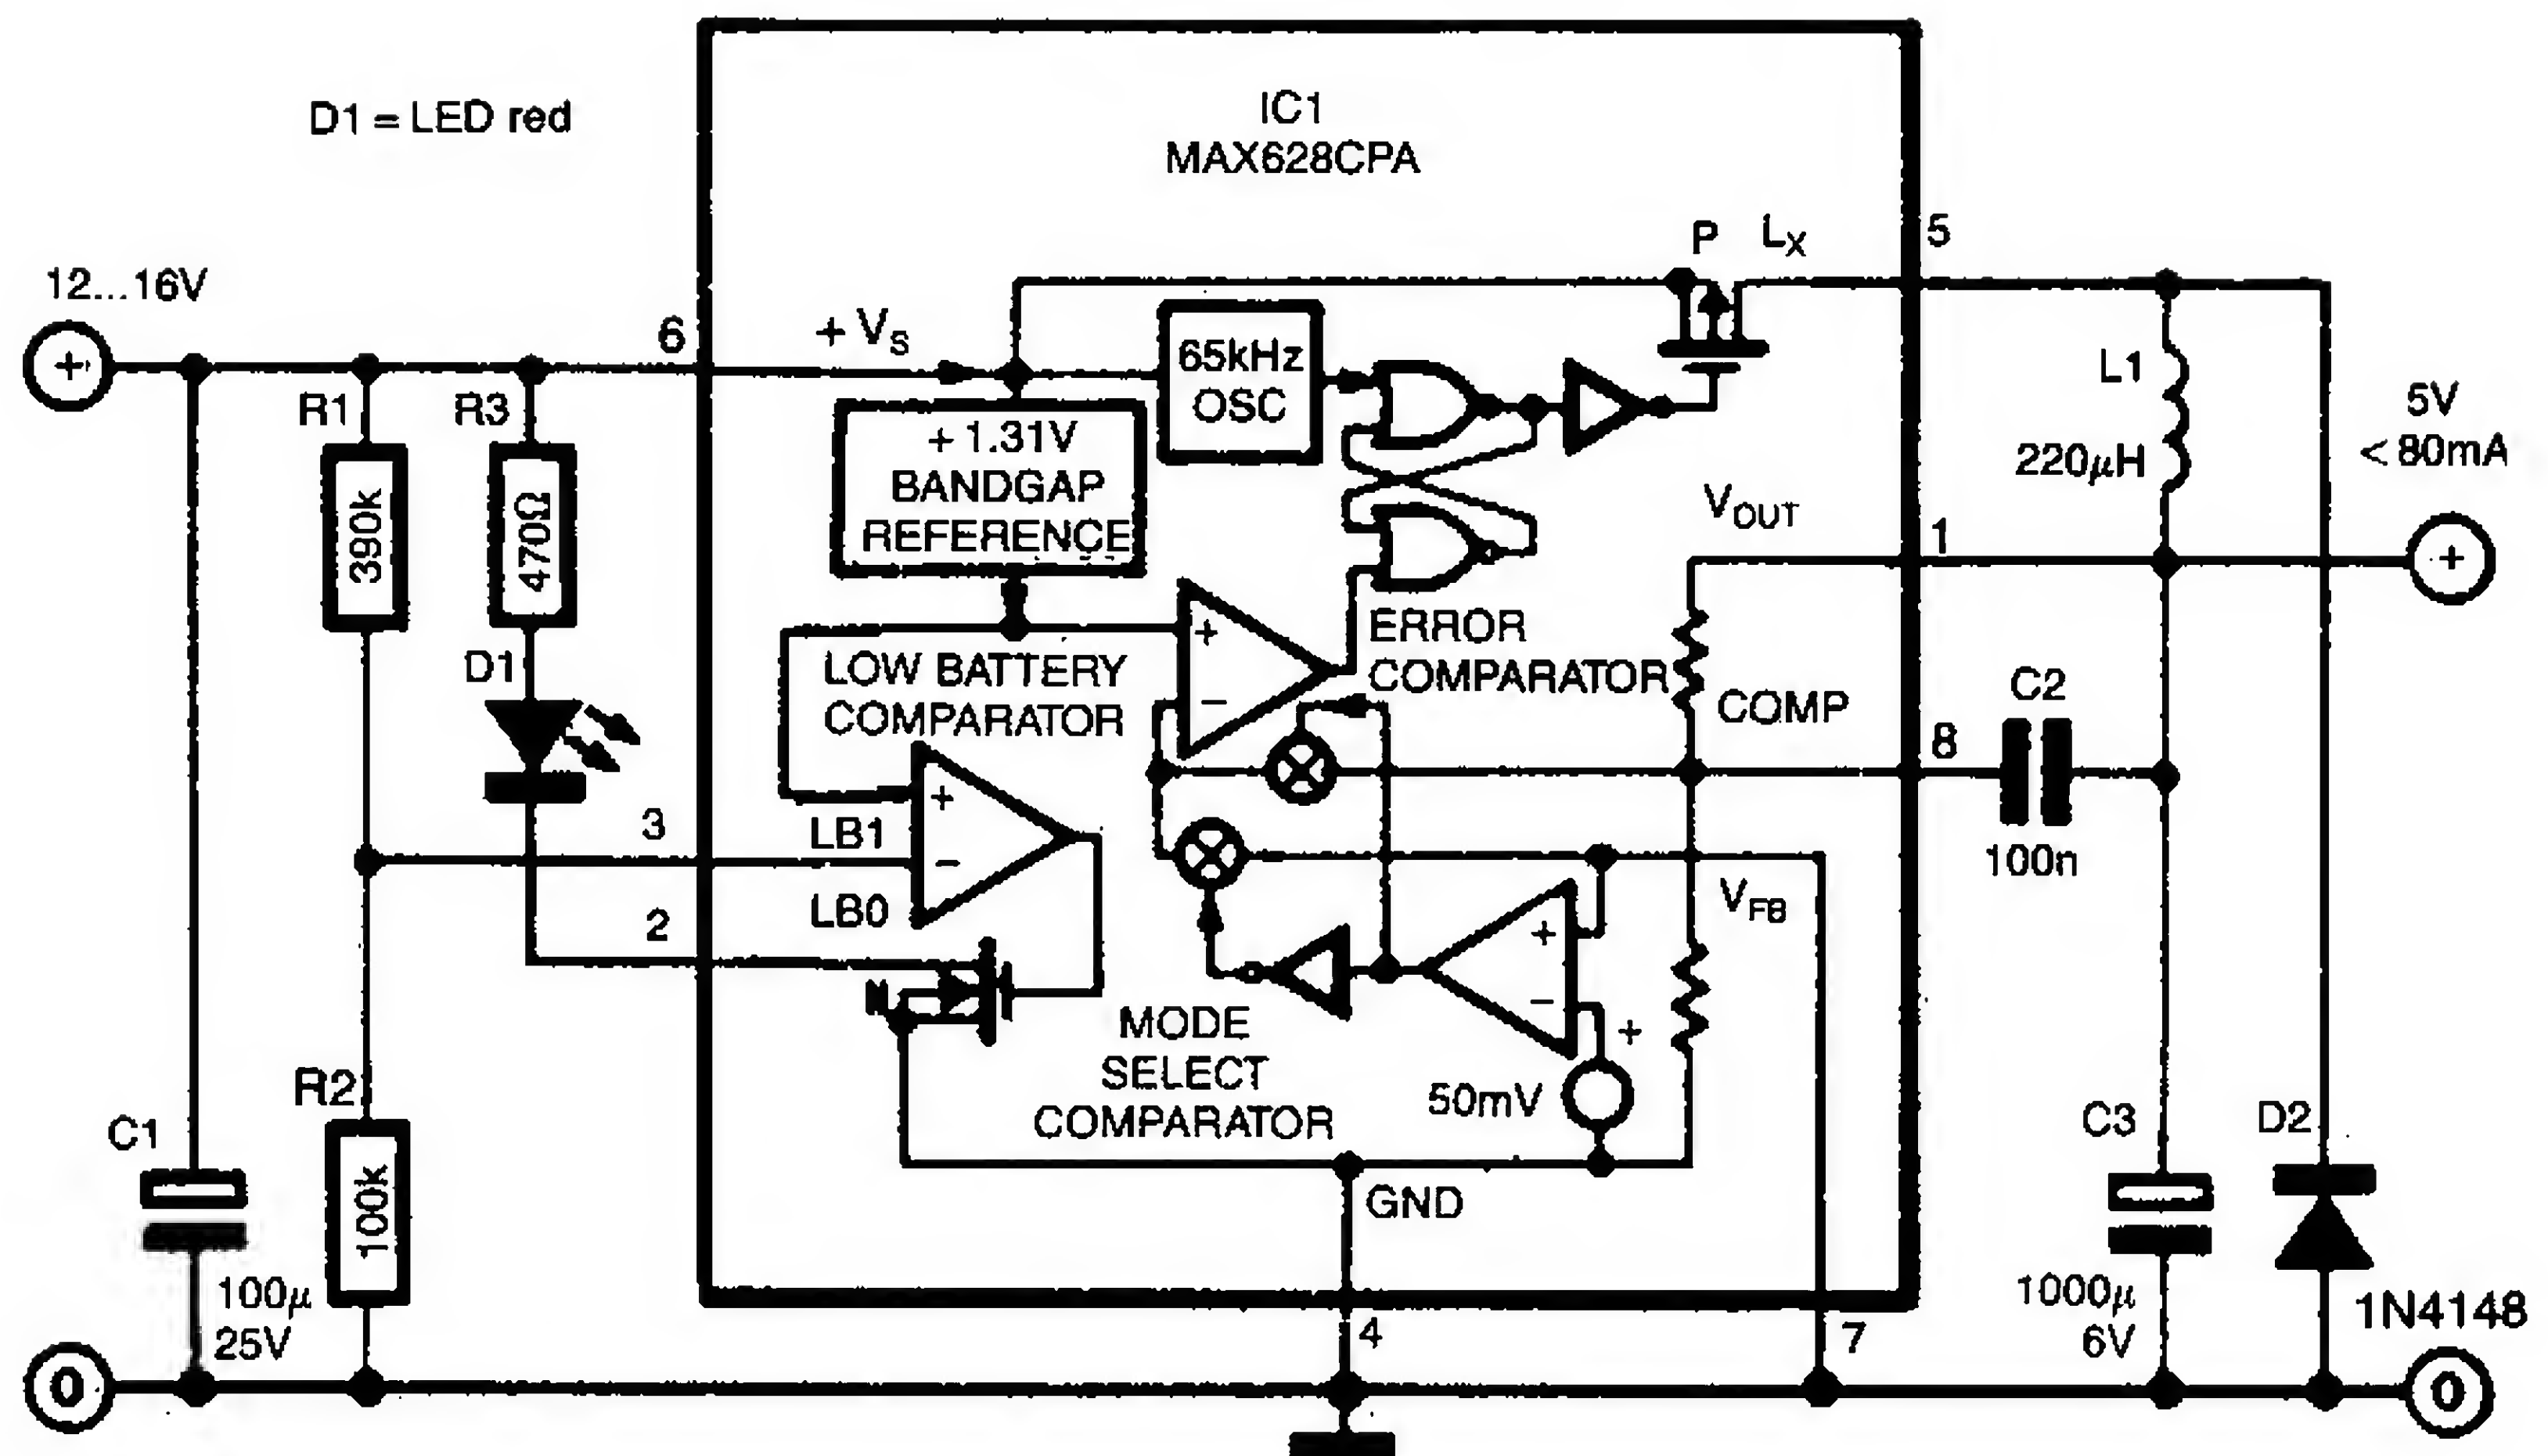 D1 = LED red
IC1
MAX628CPA
P
LX
5
12...16V
+
6
+ VS
65kHz
OSC
R1
R3
390k
470Ω
+ 1.31V
BANDGAP
REFERENCE
L1
220μH
5V
< 80mA
VOUT
1
+
+
-
ERROR
COMPARATOR
D1
LOW BATTERY
COMPARATOR
COMP
8
C2
100n
+
-
3
LB1
2
LB0
N
VFB
+
-
+
50mV
MODE
SELECT
COMPARATOR
R2
100k
C1
100μ
25V
GND
C3
1000μ
6V
D2
1N4148
4
7
0
0